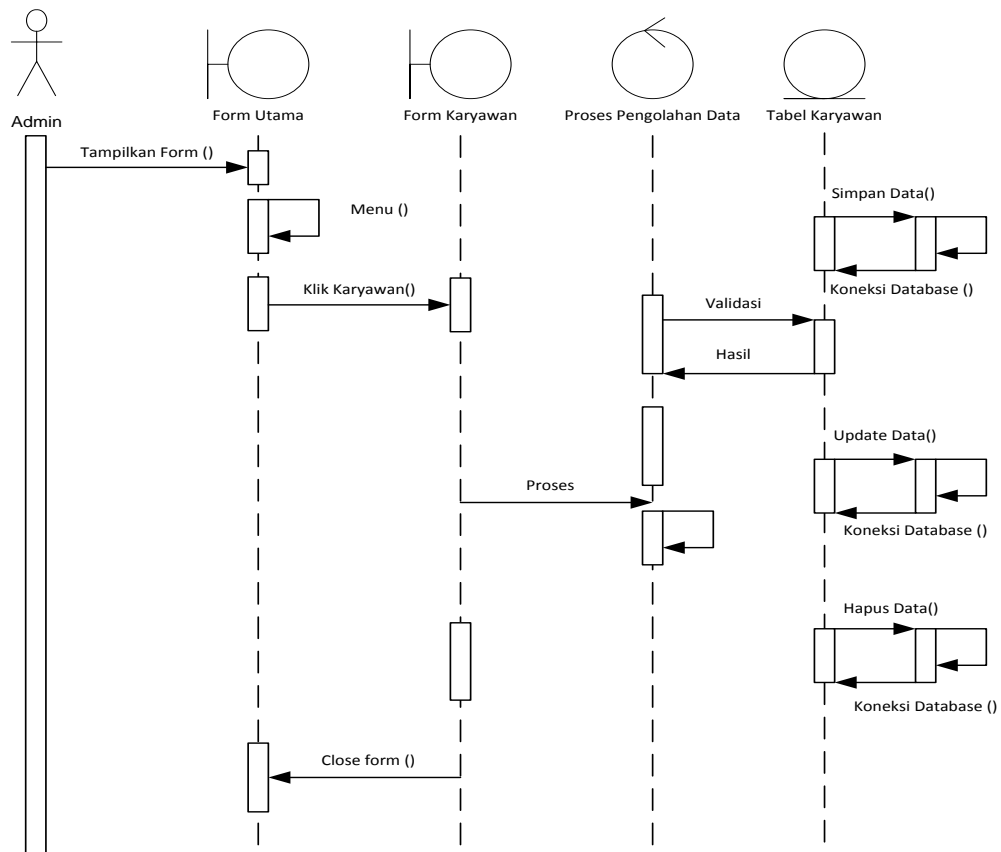 Admin
Form Utama
Form Karyawan
Proses Pengolahan Data
Tabel Karyawan
Tampilkan Form ()
Menu ()
Simpan Data()
Klik Karyawan()
Koneksi Database ()
Validasi
Hasil
Update Data()
Proses
Koneksi Database ()
Hapus Data()
Koneksi Database ()
Close form ()